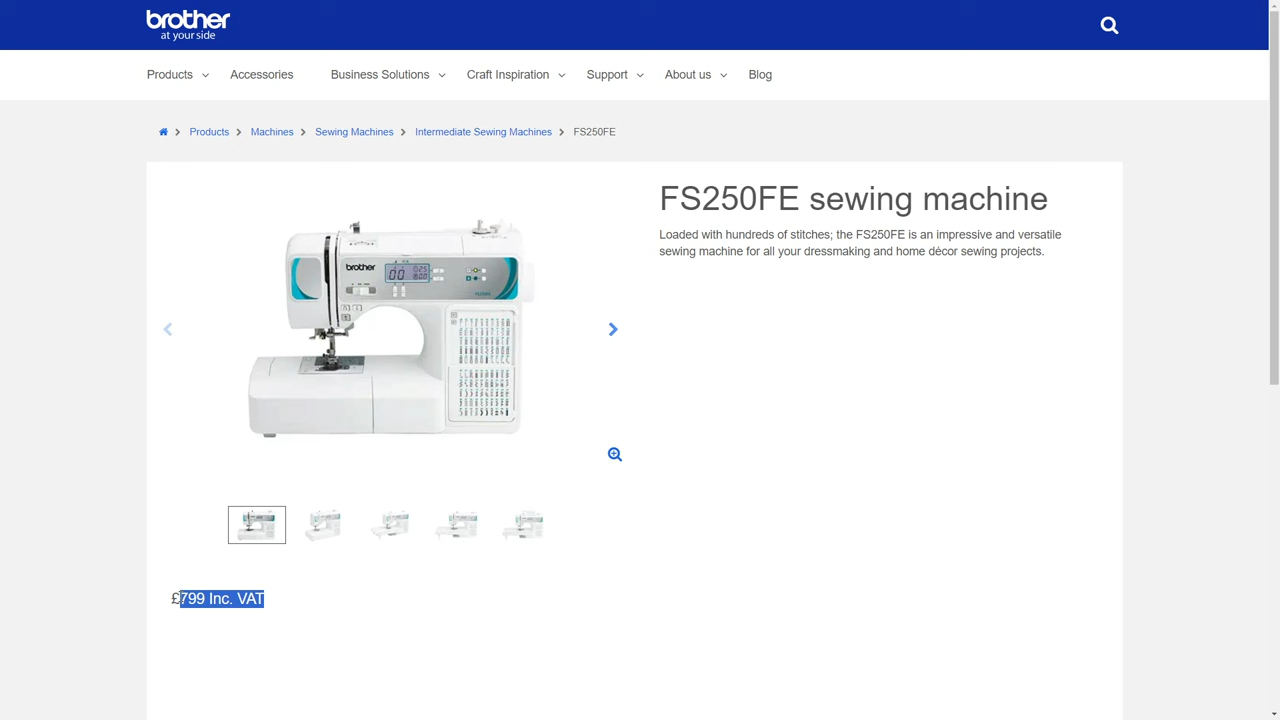 brother
at your side
Products Accessories Business Solutions Craft Inspiration Support About us Blog
Products Machines Sewing Machines Intermediate Sewing Machines FS250FE
FS250FE sewing machine
Loaded with hundreds of stitches; the FS250FE is an impressive and versatile
sewing machine for all your dressmaking and home décor sewing projects.
brother
£799 Inc. VAT